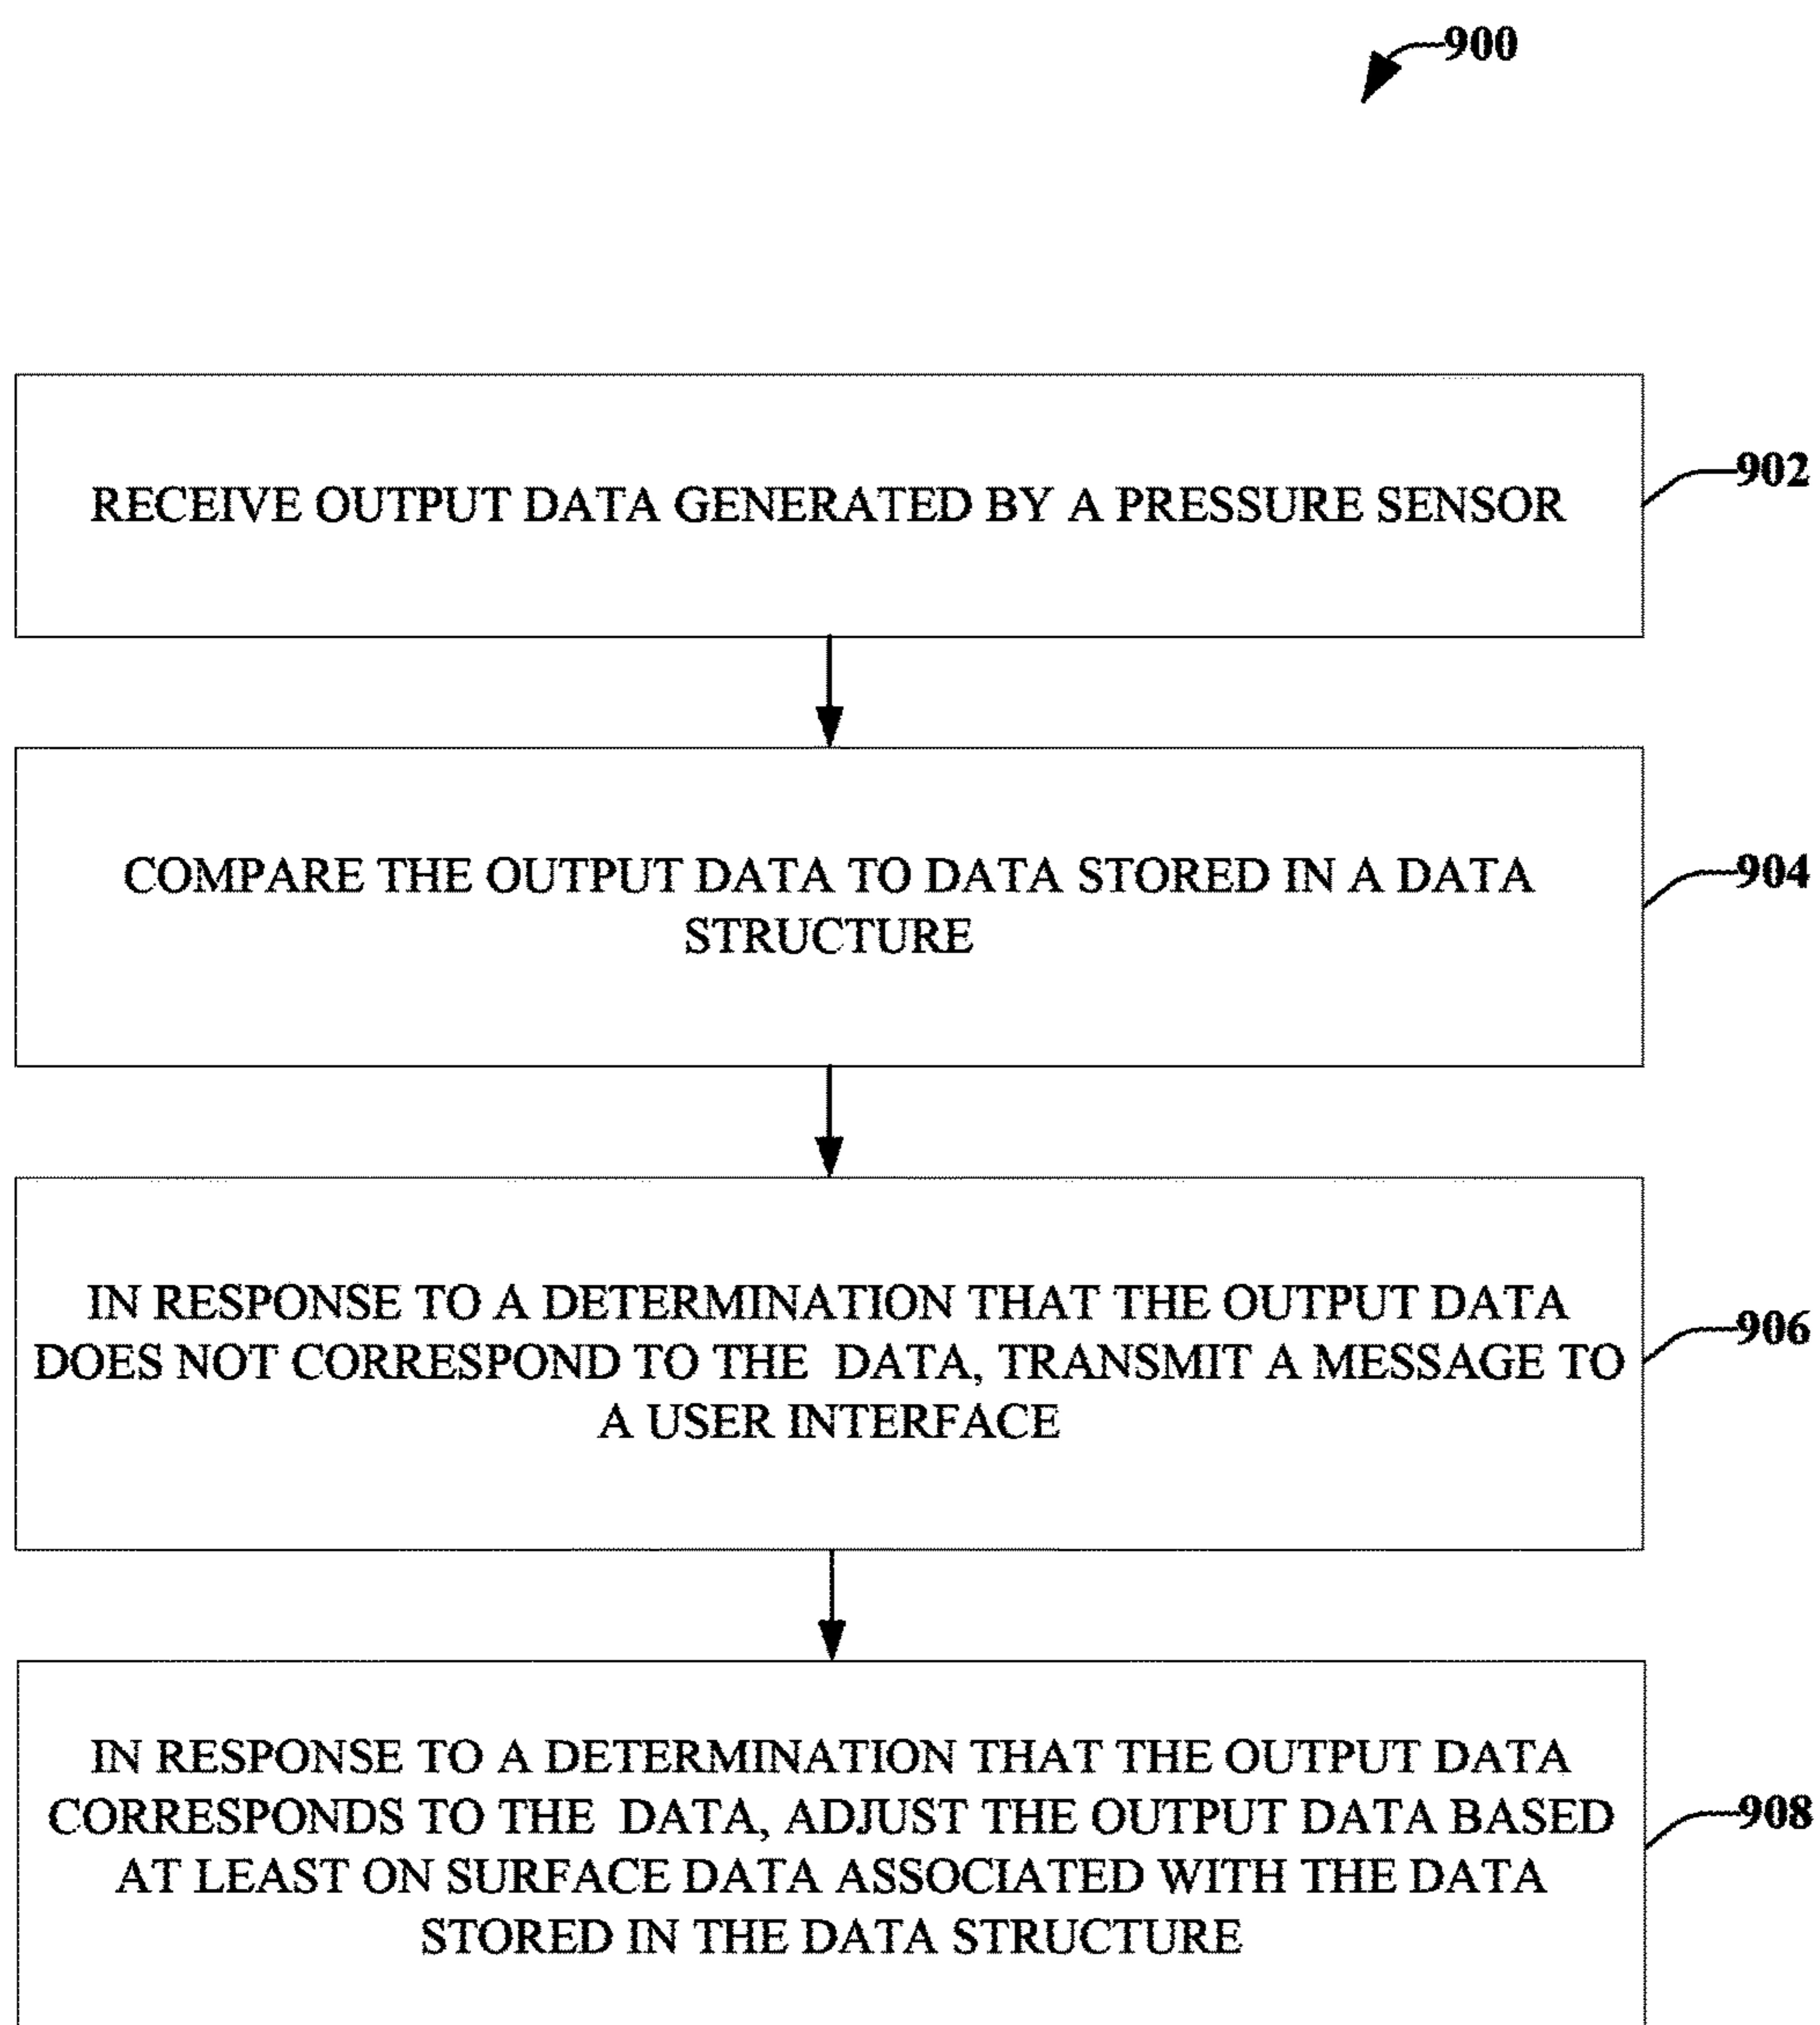 900
RECEIVE OUTPUT DATA GENERATED BY A PRESSURE SENSOR
902
COMPARE THE OUTPUT DATA TO DATA STORED IN A DATA
STRUCTURE
904
IN RESPONSE TO A DETERMINATION THAT THE OUTPUT DATA
DOES NOT CORRESPOND TO THE DATA, TRANSMIT A MESSAGE TO
A USER INTERFACE
906
IN RESPONSE TO A DETERMINATION THAT THE OUTPUT DATA
CORRESPONDS TO THE DATA, ADJUST THE OUTPUT DATA BASED
AT LEAST ON SURFACE DATA ASSOCIATED WITH THE DATA
STORED IN THE DATA STRUCTURE
908